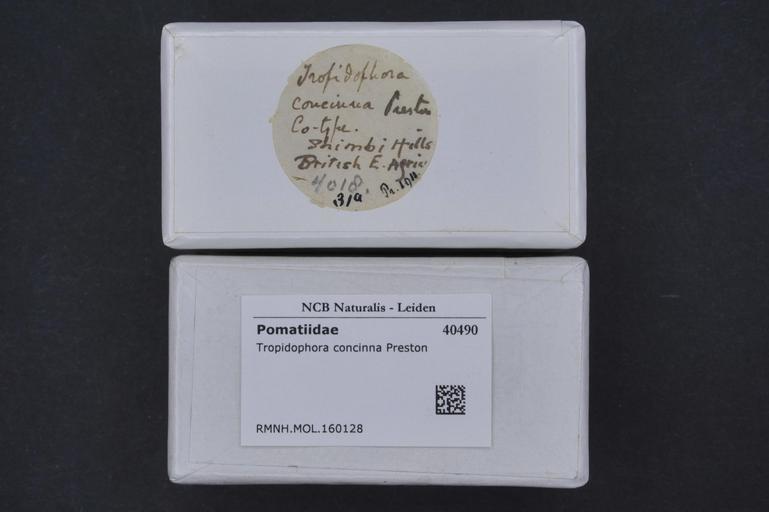 Tropidophora
concinna Preston
Co-type.
Shimbi Hills
British E. Africa
4018.
31a
NCB Naturalis - Leiden
Pomatiidae 40490
Tropidophora concinna Preston
RMNH.MOL.160128